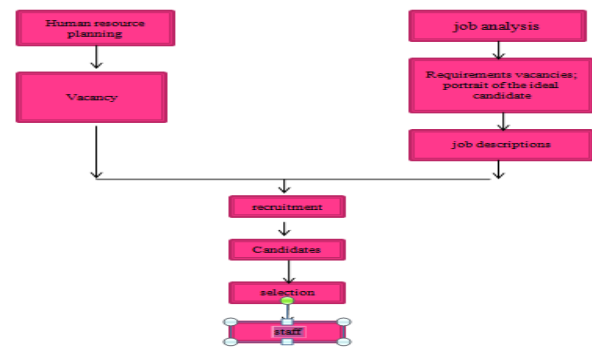 Human resource
planning
Vacancy
job analysis
Requirements vacancies;
portrait of the ideal
candidate
job descriptions
recruitment
Candidates
selection
staff